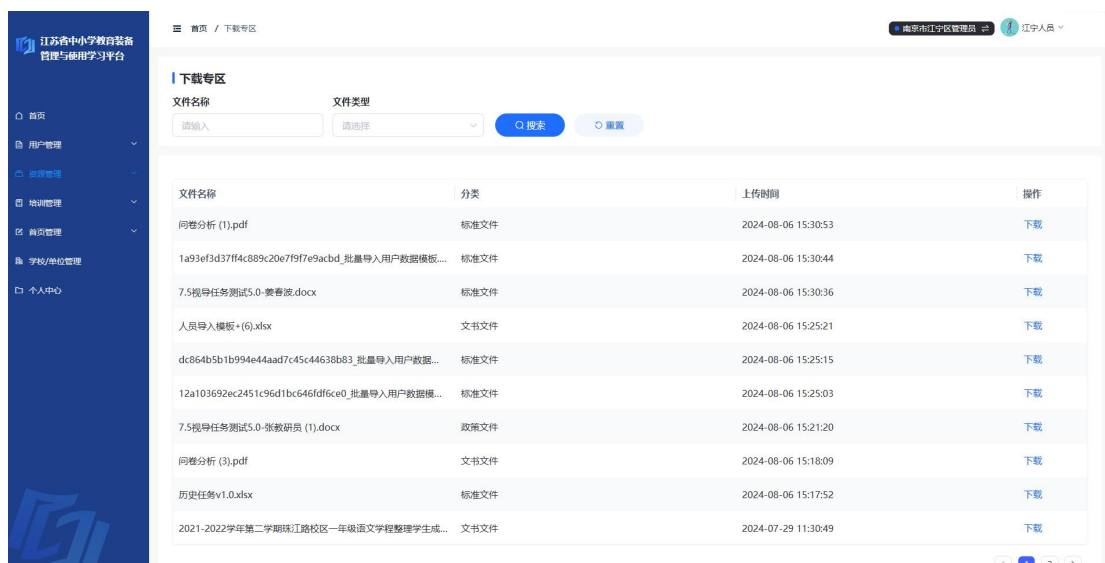 江苏省中小学教育装备
管理与使用学习平台
首页
用户管理
资源管理
培训管理
首页管理
学校/单位管理
个人中心
首页 / 下载专区
南京市江宁区管理员
江宁人员
下载专区
文件名称 文件类型
请输入 请选择 搜索 重置
文件名称 分类 上传时间 操作
问卷分析 (1).pdf 标准文件 2024-08-06 15:30:53 下载
1a93ef3d37ff4c889c20e7f9f7e9acbd_批量导入用户数据模板.... 标准文件 2024-08-06 15:30:44 下载
7.5视导任务测试5.0-姜春波.docx 标准文件 2024-08-06 15:30:36 下载
人员导入模板+(6).xlsx 文书文件 2024-08-06 15:25:21 下载
dc864b5b1b994e44aad7c45c44638b83_批量导入用户数据... 标准文件 2024-08-06 15:25:15 下载
12a103692ec2451c96d1bc646fdf6ce0_批量导入用户数据模... 标准文件 2024-08-06 15:25:03 下载
7.5视导任务测试5.0-张教研员 (1).docx 政策文件 2024-08-06 15:21:20 下载
问卷分析 (3).pdf 文书文件 2024-08-06 15:18:09 下载
历史任务v1.0.xlsx 标准文件 2024-08-06 15:17:52 下载
2021-2022学年第二学期珠江路校区一年级语文学程整理学生成... 文书文件 2024-07-29 11:30:49 下载